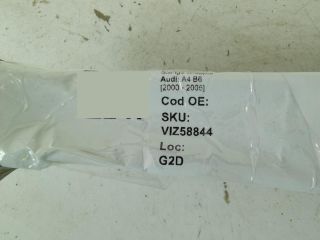 Audi: A4 B6
[2000 - 2005]
Cod OE:
SKU:
VIZ58844
Loc:
G2D